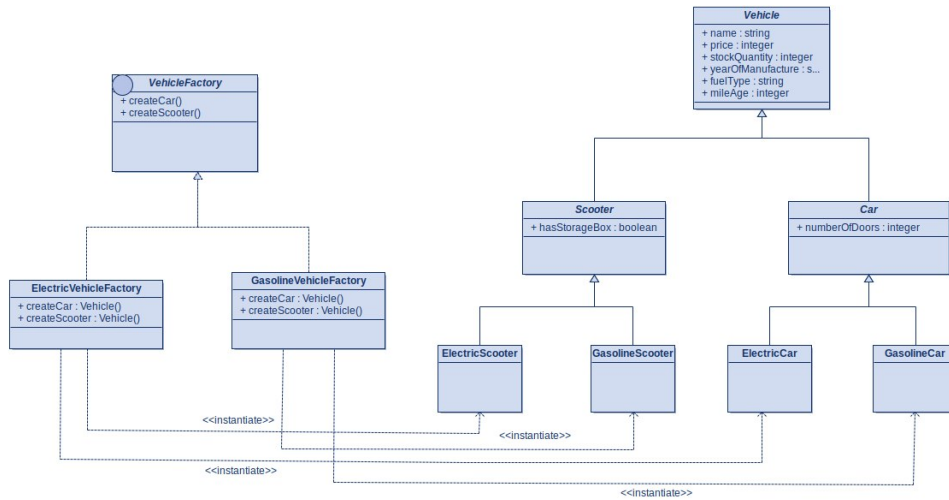 Vehicle
+ name : string
+ price : integer
+ stockQuantity : integer
+ yearOfManufacture : s...
+ fuelType : string
+ mileAge : integer
VehicleFactory
+ createCar()
+ createScooter()
Scooter
+ hasStorageBox : boolean
Car
+ numberOfDoors : integer
ElectricVehicleFactory
+ createCar : Vehicle()
+ createScooter : Vehicle()
GasolineVehicleFactory
+ createCar : Vehicle()
+ createScooter : Vehicle()
ElectricScooter
GasolineScooter
ElectricCar
GasolineCar
<<instantiate>>
<<instantiate>>
<<instantiate>>
<<instantiate>>